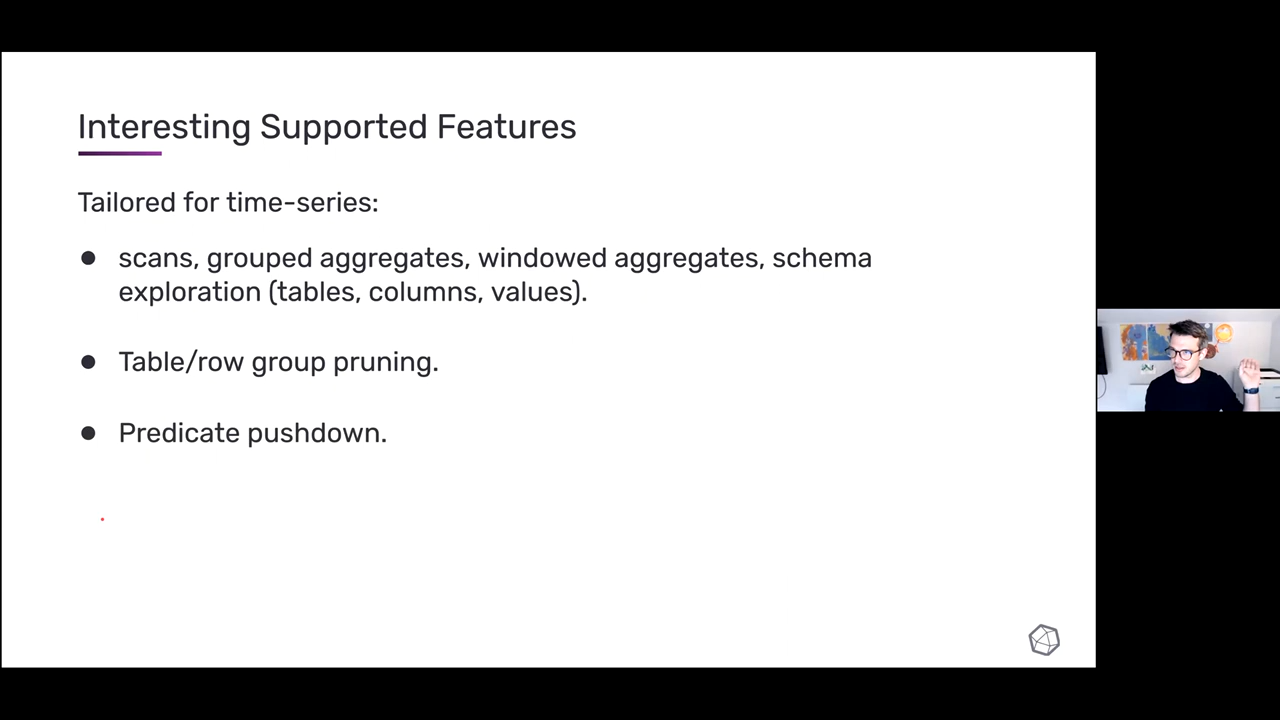 Interesting Supported Features
Tailored for time-series:
● scans, grouped aggregates, windowed aggregates, schema
exploration (tables, columns, values).
● Table/row group pruning.
● Predicate pushdown.